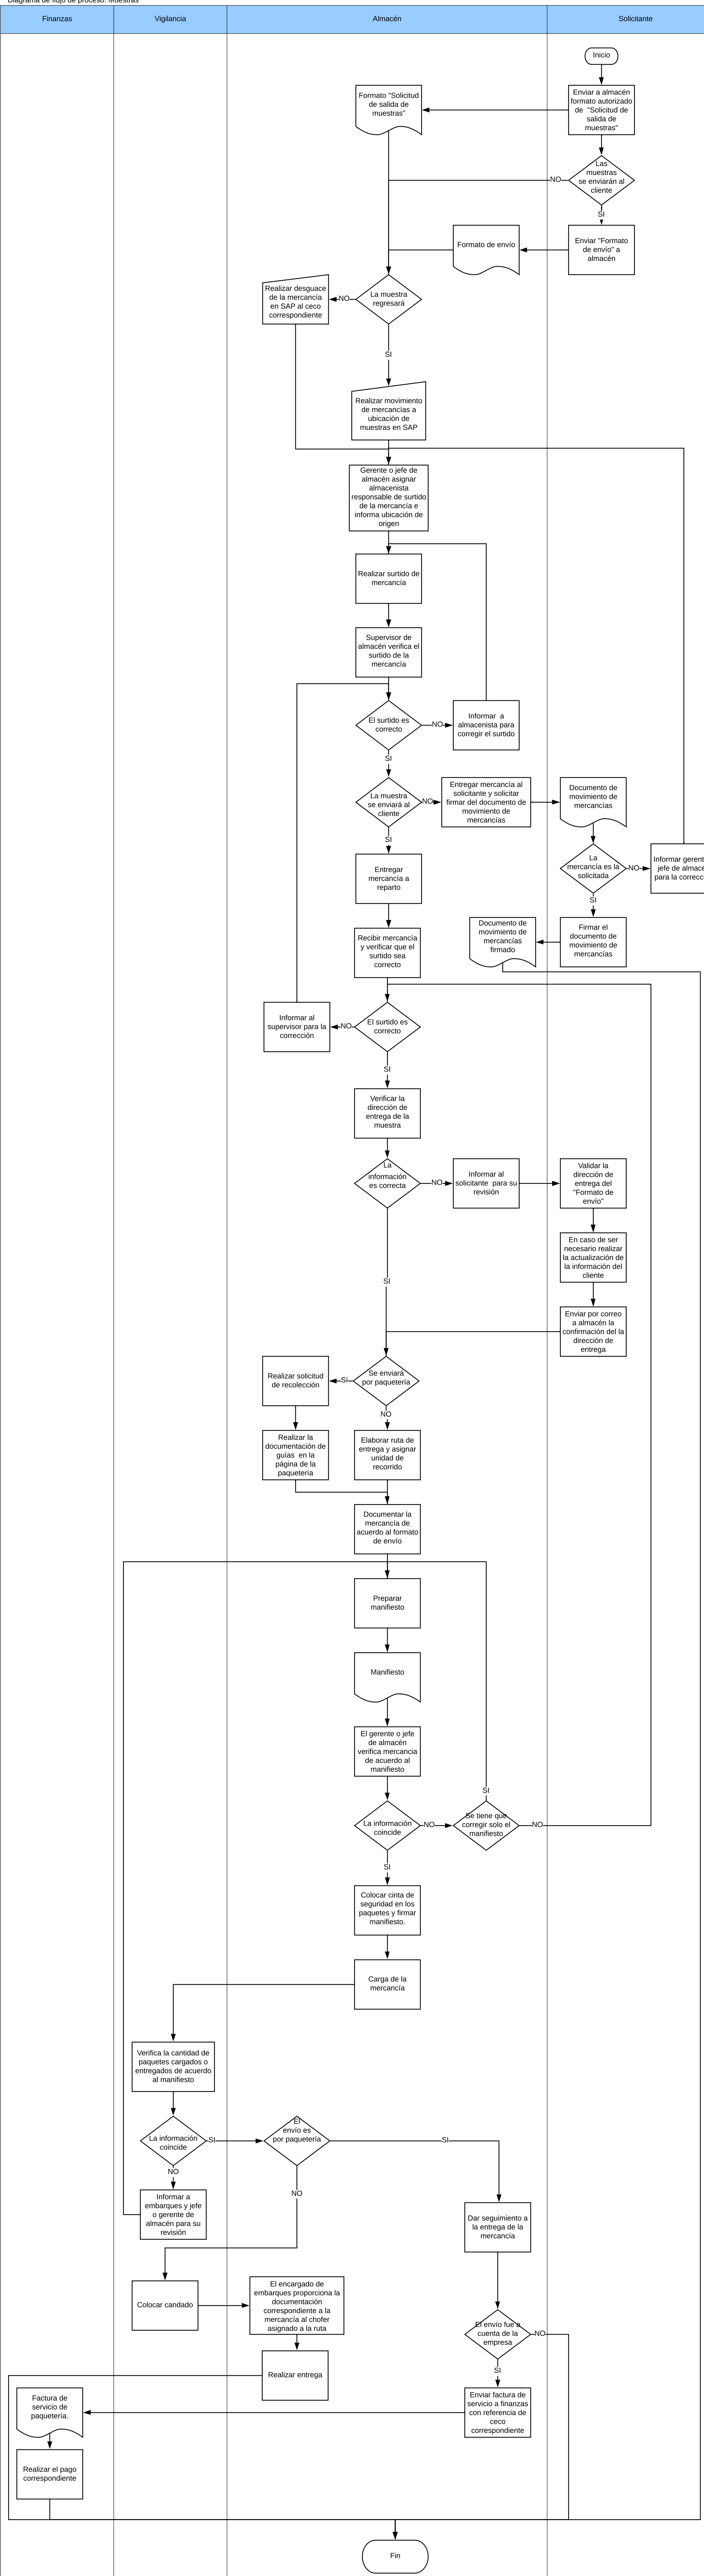 Diagrama de flujo de proceso: Muestras
Finanzas
Vigilancia
Almacén
Solicitante
Inicio
Formato "Solicitud
de salida de
muestras"
Enviar a almacén
formato autorizado
de "Solicitud de
salida de
muestras"
Las
muestras
se enviarán al
cliente
NO
SI
Formato de envío
Enviar "Formato
de envío" a
almacén
Realizar desguace
de la mercancía
en SAP al ceco
correspondiente
NO
La muestra
regresará
SI
Realizar movimiento
de mercancías a
ubicación de
muestras en SAP
Gerente o jefe de
almacén asignar
almacenista
responsable de surtido
de la mercancía e
informa ubicación de
origen
Realizar surtido de
mercancía
Supervisor de
almacén verifica el
surtido de la
mercancía
El surtido es
correcto
NO
Informar a
almacenista para
corregir el surtido
SI
La muestra
se enviará al
cliente
NO
Entregar mercancía al
solicitante y solicitar
firmar del documento de
movimiento de
mercancías
Documento de
movimiento de
mercancías
SI
Entregar
mercancía a
reparto
La
mercancía es la
solicitada
NO
Informar gerent
jefe de almacé
para la correcc
SI
Recibir mercancía
y verificar que el
surtido sea
correcto
Documento de
movimiento de
mercancías
firmado
Firmar el
documento de
movimiento de
mercancías
Informar al
supervisor para la
corrección
NO
El surtido es
correcto
SI
Verificar la
dirección de
entrega de la
muestra
La
información
es correcta
NO
Informar al
solicitante para su
revisión
Validar la
dirección de
entrega del
"Formato de
envío"
En caso de ser
necesario realizar
la actualización de
la información del
cliente
SI
Enviar por correo
a almacén la
confirmación del la
dirección de
entrega
Realizar solicitud
de recolección
SI
Se enviará
por paquetería
NO
Realizar la
documentación de
guías en la
página de la
paquetería
Elaborar ruta de
entrega y asignar
unidad de
recorrido
Documentar la
mercancía de
acuerdo al formato
de envío
Preparar
manifiesto
Manifiesto
El gerente o jefe
de almacén
verifica mercancia
de acuerdo al
manifiesto
SI
La información
coincide
NO
Se tiene que
corregir solo el
manifiesto
NO
SI
Colocar cinta de
seguridad en los
paquetes y firmar
manifiesto.
Carga de la
mercancía
Verifica la cantidad de
paquetes cargados o
entregados de acuerdo
al manifiesto
La información
coincide
SI
El
envío es
por paquetería
SI
NO
NO
Informar a
embarques y jefe
o gerente de
almacén para su
revisión
Dar seguimiento a
la entrega de la
mercancía
Colocar candado
El encargado de
embarques proporciona la
documentación
correspondiente a la
mercancía al chofer
asignado a la ruta
El envío fue a
cuenta de la
empresa
NO
SI
Realizar entrega
Factura de
servicio de
paquetería.
Enviar factura de
servicio a finanzas
con referencia de
ceco
correspondiente
Realizar el pago
correspondiente
Fin